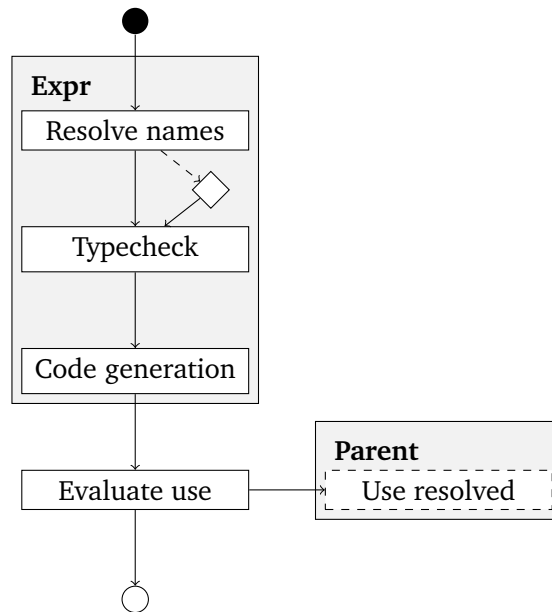 Expr
Resolve names
Typecheck
Code generation
Parent
Evaluate use
Use resolved